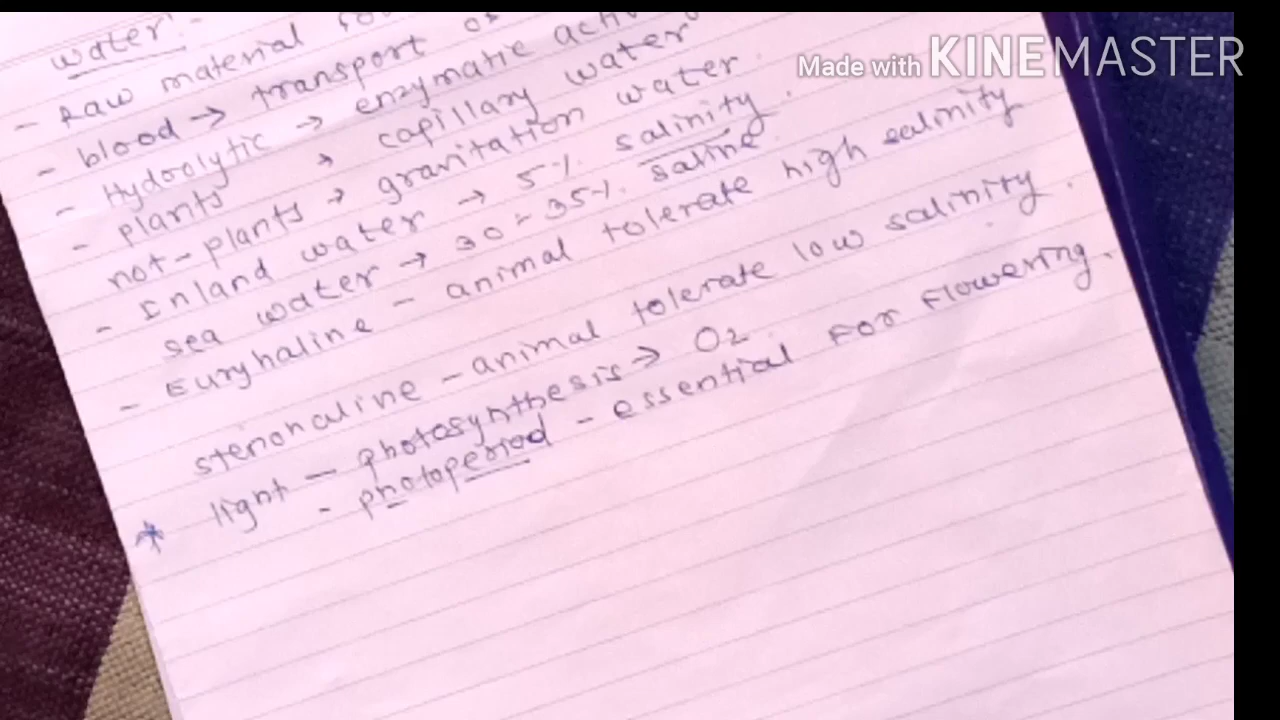 Made with KINEMASTER
water.
- Raw material
- blood → transport of
- Hydrolytic → enzymatic
- plants → capillary water
not-plants → gravitation water.
- Inland water → 5%. salinity.
sea water → 30-35%. saline.
- Euryhaline - animal tolerate high salinity
stenohaline - animal tolerate low salinity.
* light - photosynthesis → O2
- photoperiod - essential for flowering.